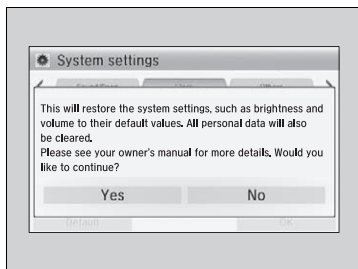 System settings
This will restore the system settings, such as brightness and
volume to their default values. All personal data will also
be cleared.
Please see your owner's manual for more details. Would you
like to continue?
Yes
No
Default
OK